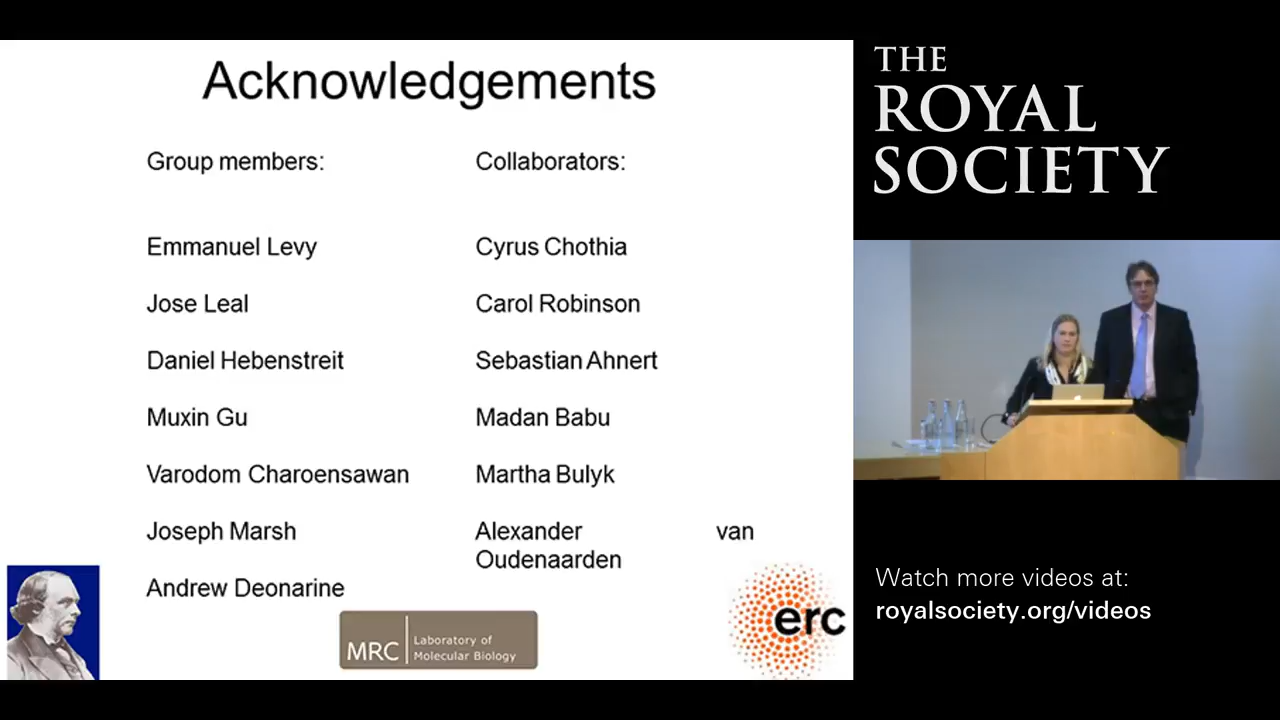 Acknowledgements
Group members:
Emmanuel Levy
Jose Leal
Daniel Hebenstreit
Muxin Gu
Varodom Charoensawan
Joseph Marsh
Andrew Deonarine
Collaborators:
Cyrus Chothia
Carol Robinson
Sebastian Ahnert
Madan Babu
Martha Bulyk
Alexander van
Oudenaarden
MRC Laboratory of
Molecular Biology
erc
THE
ROYAL
SOCIETY
Watch more videos at:
royalsociety.org/videos